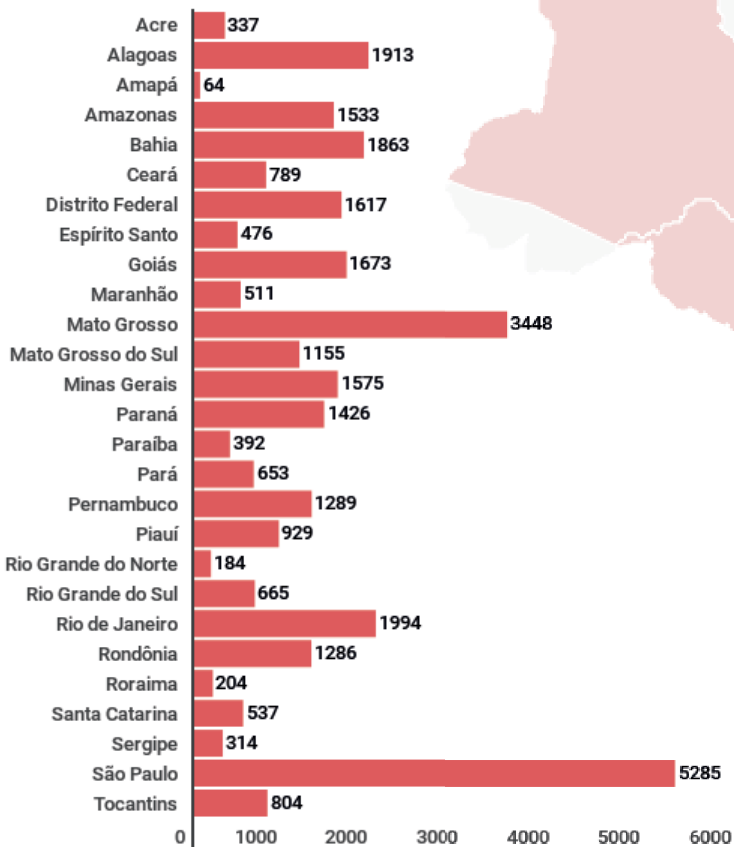 Acre 337
Alagoas 1913
Amapá 64
Amazonas 1533
Bahia 1863
Ceará 789
Distrito Federal 1617
Espírito Santo 476
Goiás 1673
Maranhão 511
Mato Grosso 3448
Mato Grosso do Sul 1155
Minas Gerais 1575
Paraná 1426
Paraíba 392
Pará 653
Pernambuco 1289
Piauí 929
Rio Grande do Norte 184
Rio Grande do Sul 665
Rio de Janeiro 1994
Rondônia 1286
Roraima 204
Santa Catarina 537
Sergipe 314
São Paulo 5285
Tocantins 804
0 1000 2000 3000 4000 5000 6000